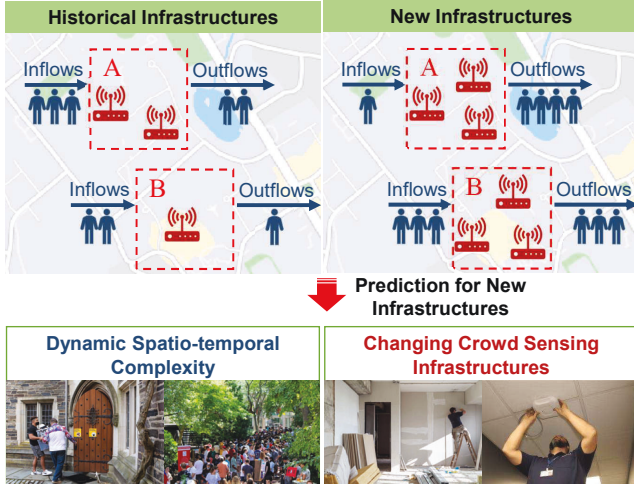 Historical Infrastructures
New Infrastructures
Inflows
A
Outflows
Inflows
B
Outflows
Inflows
A
Outflows
Inflows
B
Outflows
Prediction for New
Infrastructures
Dynamic Spatio-temporal
Complexity
Changing Crowd Sensing
Infrastructures